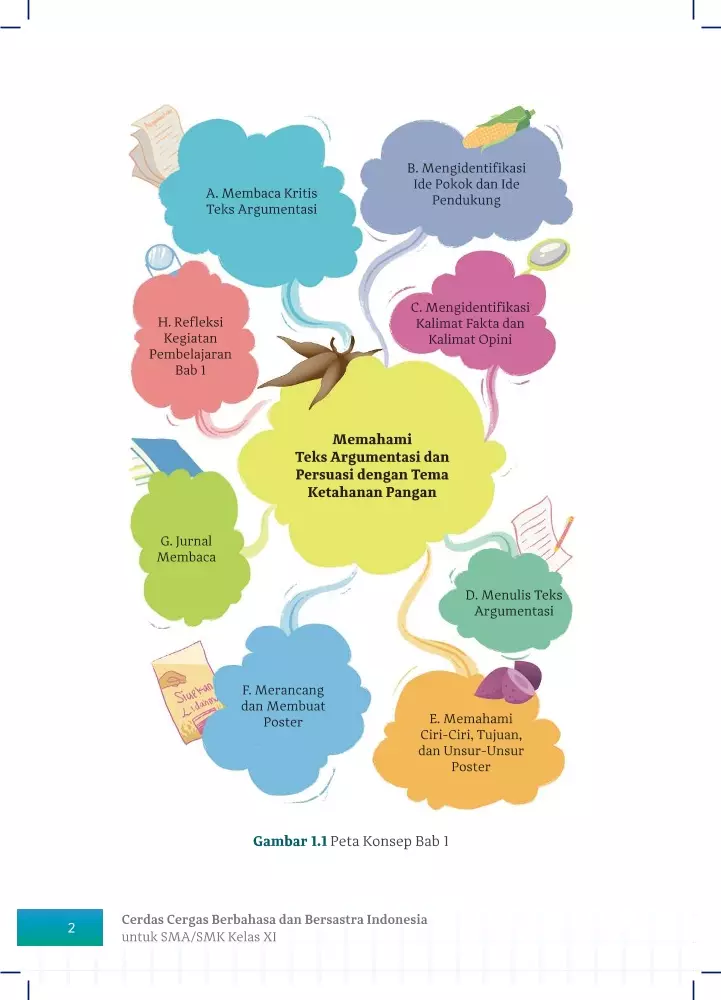 A. Membaca Kritis
Teks Argumentasi
B. Mengidentifikasi
Ide Pokok dan Ide
Pendukung
C. Mengidentifikasi
Kalimat Fakta dan
Kalimat Opini
H. Refleksi
Kegiatan
Pembelajaran
Bab 1
Memahami
Teks Argumentasi dan
Persuasi dengan Tema
Ketahanan Pangan
G. Jurnal
Membaca
D. Menulis Teks
Argumentasi
Siupkan
F. Merancang
dan Membuat
Poster
E. Memahami
Ciri-Ciri, Tujuan,
dan Unsur-Unsur
Poster
Gambar 1.1 Peta Konsep Bab 1
2
Cerdas Cergas Berbahasa dan Bersastra Indonesia
untuk SMA/SMK Kelas XI